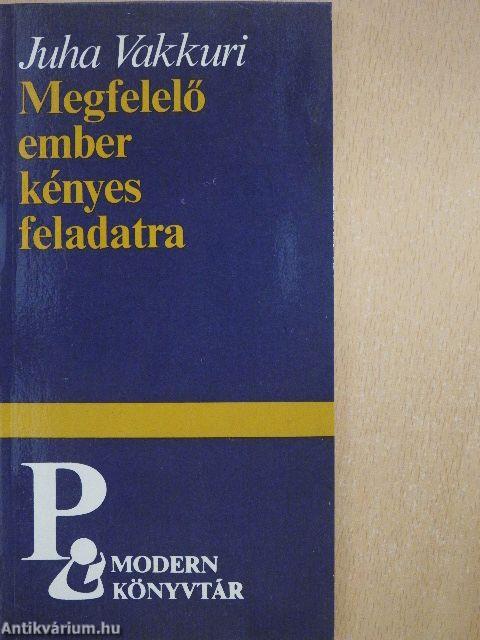 Juha Vakkuri
Megfelelő
ember
kényes
feladatra
P
MODERN
KÖNYVTÁR
Antikvárium.hu